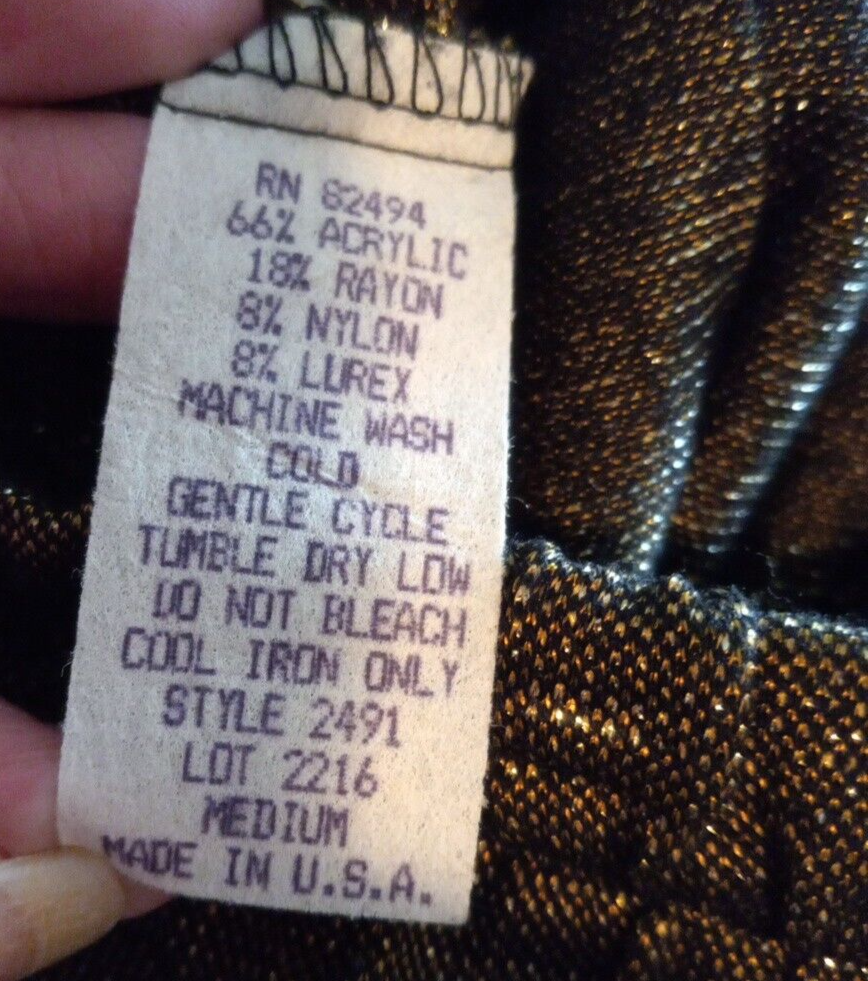 RN 82494
66% ACRYLIC
18% RAYON
8% NYLON
8% LUREX
MACHINE WASH
COLD
GENTLE CYCLE
TUMBLE DRY LOW
DO NOT BLEACH
COOL IRON ONLY
STYLE 2491
LOT 2216
MEDIUM
MADE IN U.S.A.